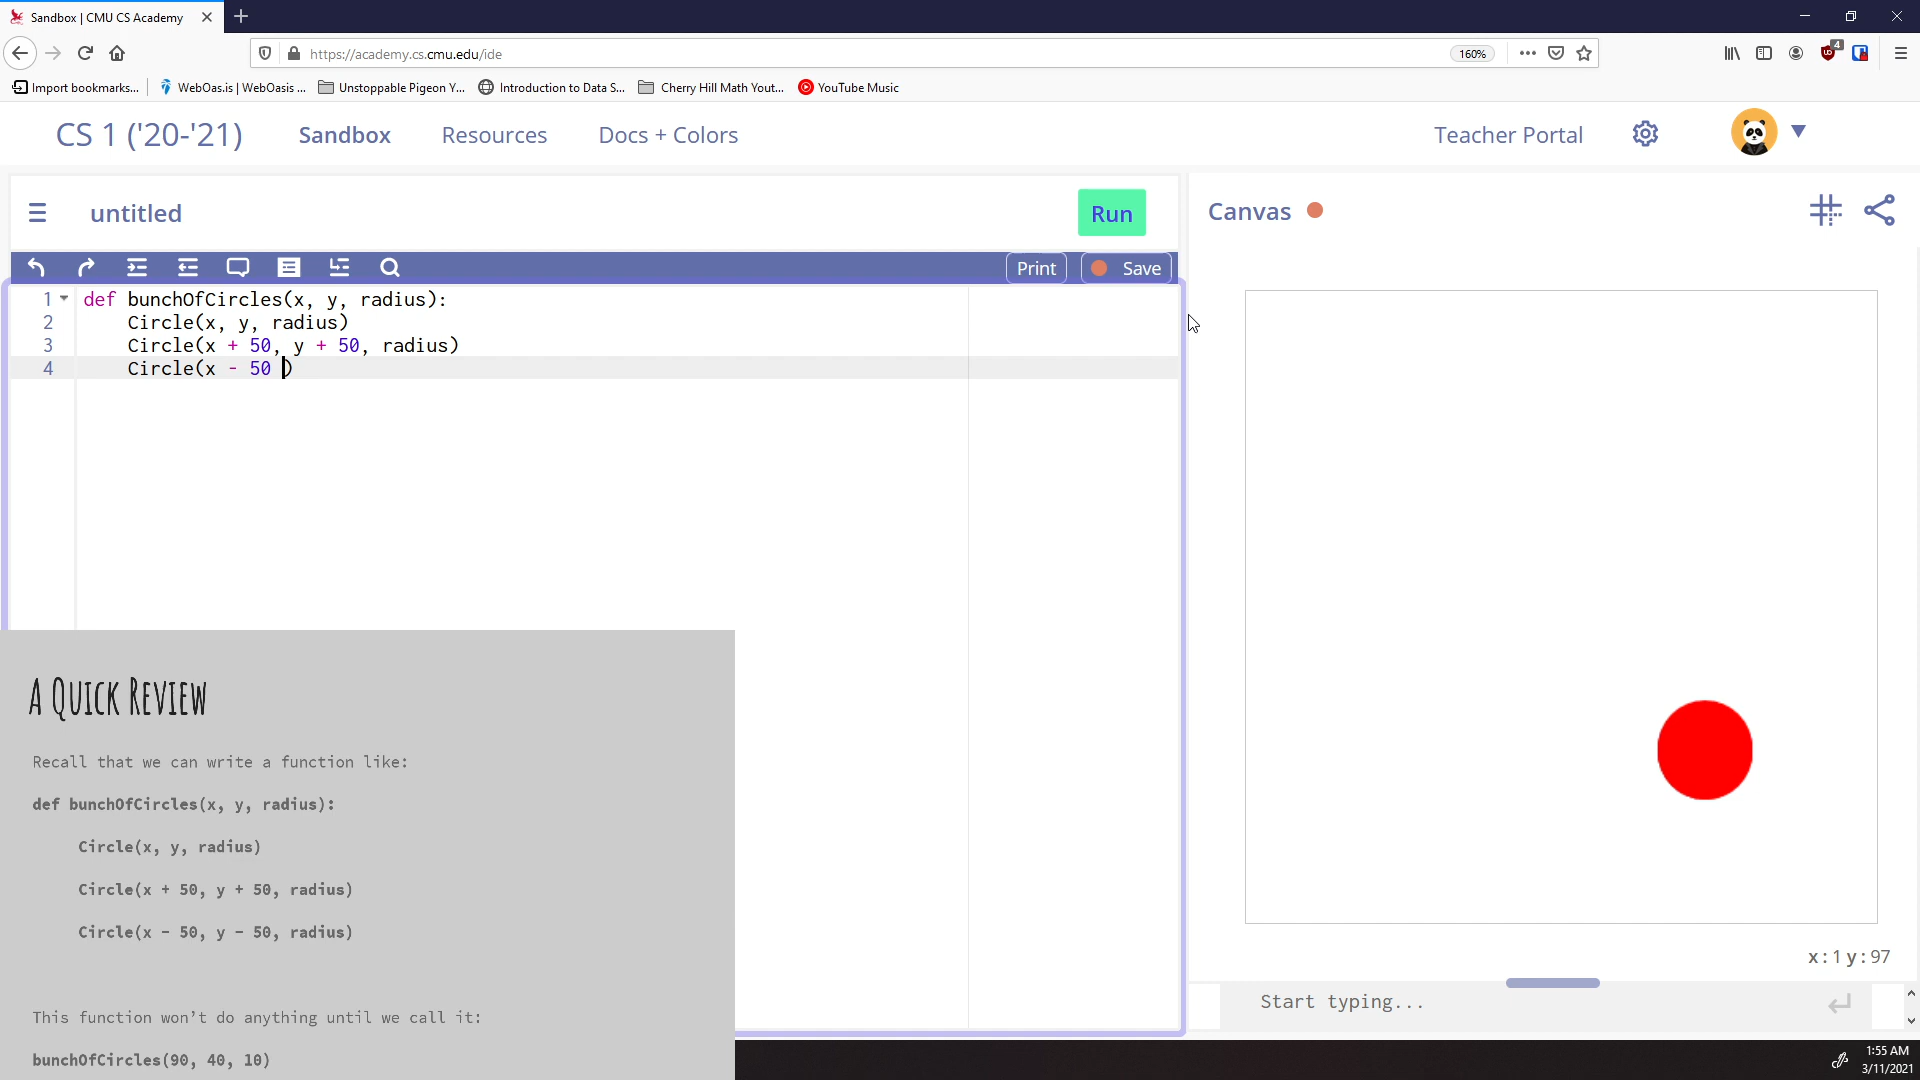 Sandbox | CMU CS Academy
https://academy.cs.cmu.edu/ide
160%
4
Import bookmarks...
WebOas.is | WebOasis ...
Unstoppable Pigeon Y...
Introduction to Data S...
Cherry Hill Math Yout...
YouTube Music
CS 1 ('20-'21)
Sandbox
Resources
Docs + Colors
Teacher Portal
untitled
Run
Canvas
Print
Save
1 def bunchOfCircles(x, y, radius):
2 Circle(x, y, radius)
3 Circle(x + 50, y + 50, radius)
4 Circle(x - 50 )
A QUICK REVIEW
Recall that we can write a function like:
def bunchOfCircles(x, y, radius):
Circle(x, y, radius)
Circle(x + 50, y + 50, radius)
Circle(x - 50, y - 50, radius)
This function won't do anything until we call it:
bunchOfCircles(90, 40, 10)
x:1 y:97
Start typing...
1:55 AM
3/11/2021